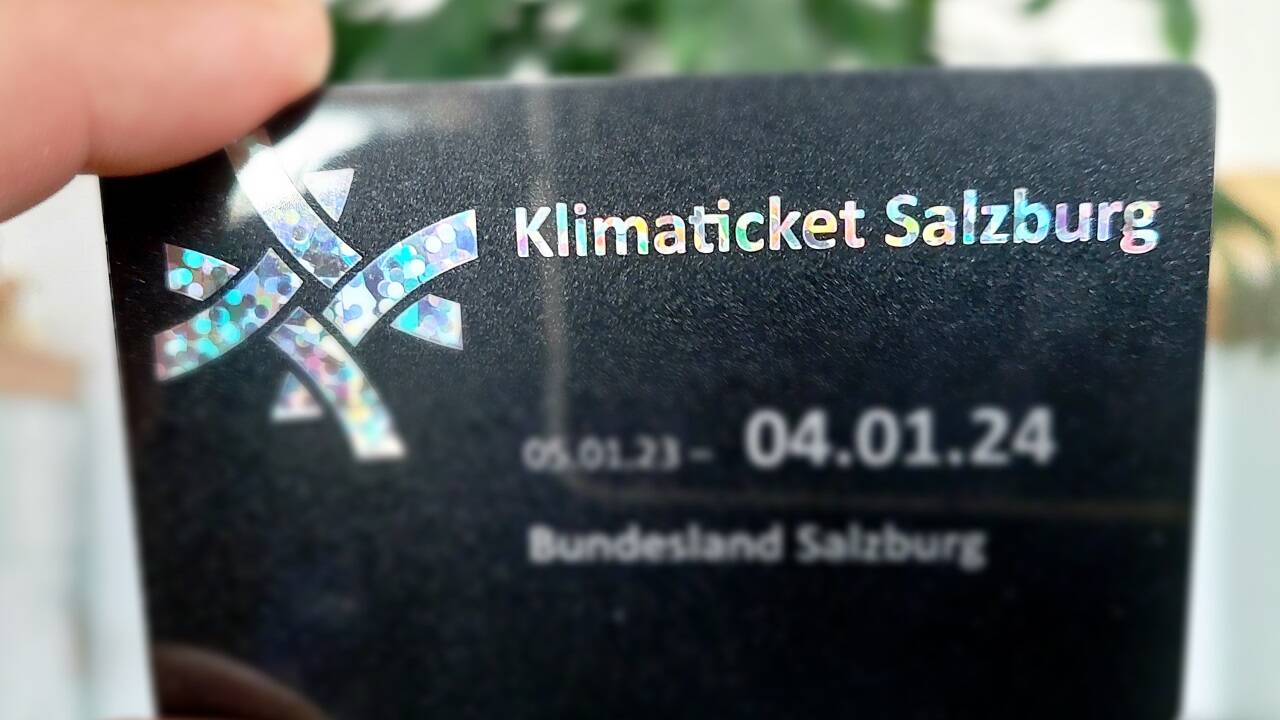 Klimaticket Salzburg
05.01.23 – 04.01.24
Bundesland Salzburg